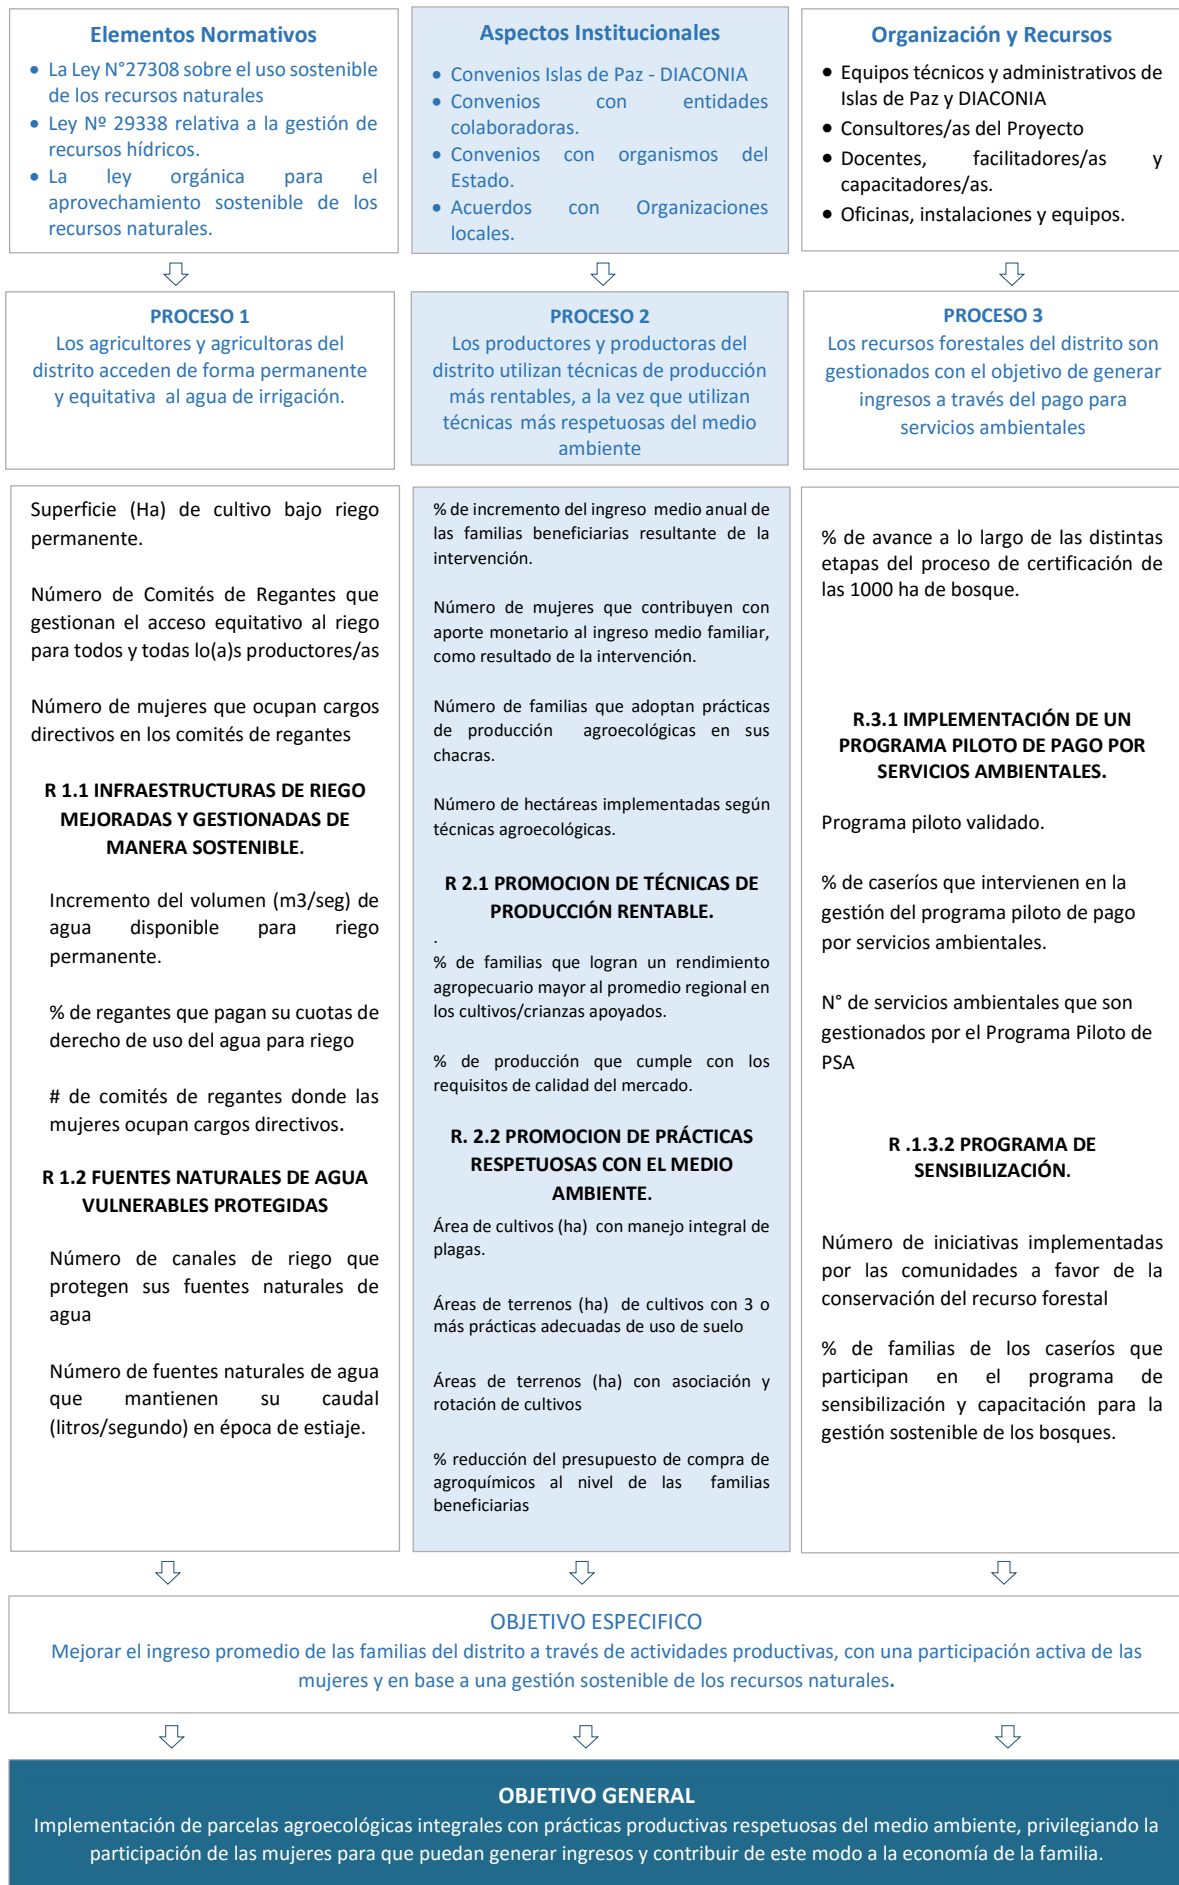 Elementos Normativos
• La Ley N°27308 sobre el uso sostenible
de los recursos naturales
• Ley Nº 29338 relativa a la gestión de
recursos hídricos.
• La ley orgánica para el
aprovechamiento sostenible de los
recursos naturales.
Aspectos Institucionales
• Convenios Islas de Paz - DIACONIA
• Convenios con entidades
colaboradoras.
• Convenios con organismos del
Estado.
• Acuerdos con Organizaciones
locales.
Organización y Recursos
• Equipos técnicos y administrativos de
Islas de Paz y DIACONIA
• Consultores/as del Proyecto
• Docentes, facilitadores/as y
capacitadores/as.
• Oficinas, instalaciones y equipos.
PROCESO 1
Los agricultores y agricultoras del
distrito acceden de forma permanente
y equitativa al agua de irrigación.
PROCESO 2
Los productores y productoras del
distrito utilizan técnicas de producción
más rentables, a la vez que utilizan
técnicas más respetuosas del medio
ambiente
PROCESO 3
Los recursos forestales del distrito son
gestionados con el objetivo de generar
ingresos a través del pago para
servicios ambientales
Superficie (Ha) de cultivo bajo riego
permanente.
Número de Comités de Regantes que
gestionan el acceso equitativo al riego
para todos y todas lo(a)s productores/as
Número de mujeres que ocupan cargos
directivos en los comités de regantes
R 1.1 INFRAESTRUCTURAS DE RIEGO
MEJORADAS Y GESTIONADAS DE
MANERA SOSTENIBLE.
Incremento del volumen (m3/seg) de
agua disponible para riego
permanente.
% de regantes que pagan su cuotas de
derecho de uso del agua para riego
# de comités de regantes donde las
mujeres ocupan cargos directivos.
R 1.2 FUENTES NATURALES DE AGUA
VULNERABLES PROTEGIDAS
Número de canales de riego que
protegen sus fuentes naturales de
agua
Número de fuentes naturales de agua
que mantienen su caudal
(litros/segundo) en época de estiaje.
% de incremento del ingreso medio anual de
las familias beneficiarias resultante de la
intervención.
Número de mujeres que contribuyen con
aporte monetario al ingreso medio familiar,
como resultado de la intervención.
Número de familias que adoptan prácticas
de producción agroecológicas en sus
chacras.
Número de hectáreas implementadas según
técnicas agroecológicas.
R 2.1 PROMOCION DE TÉCNICAS DE
PRODUCCIÓN RENTABLE.
.
% de familias que logran un rendimiento
agropecuario mayor al promedio regional en
los cultivos/crianzas apoyados.
% de producción que cumple con los
requisitos de calidad del mercado.
R. 2.2 PROMOCION DE PRÁCTICAS
RESPETUOSAS CON EL MEDIO
AMBIENTE.
Área de cultivos (ha) con manejo integral de
plagas.
Áreas de terrenos (ha) de cultivos con 3 o
más prácticas adecuadas de uso de suelo
Áreas de terrenos (ha) con asociación y
rotación de cultivos
% reducción del presupuesto de compra de
agroquímicos al nivel de las familias
beneficiarias
% de avance a lo largo de las distintas
etapas del proceso de certificación de
las 1000 ha de bosque.
R.3.1 IMPLEMENTACIÓN DE UN
PROGRAMA PILOTO DE PAGO POR
SERVICIOS AMBIENTALES.
Programa piloto validado.
% de caseríos que intervienen en la
gestión del programa piloto de pago
por servicios ambientales.
N° de servicios ambientales que son
gestionados por el Programa Piloto de
PSA
R .1.3.2 PROGRAMA DE
SENSIBILIZACIÓN.
Número de iniciativas implementadas
por las comunidades a favor de la
conservación del recurso forestal
% de familias de los caseríos que
participan en el programa de
sensibilización y capacitación para la
gestión sostenible de los bosques.
OBJETIVO ESPECIFICO
Mejorar el ingreso promedio de las familias del distrito a través de actividades productivas, con una participación activa de las
mujeres y en base a una gestión sostenible de los recursos naturales.
OBJETIVO GENERAL
Implementación de parcelas agroecológicas integrales con prácticas productivas respetuosas del medio ambiente, privilegiando la
participación de las mujeres para que puedan generar ingresos y contribuir de este modo a la economía de la familia.